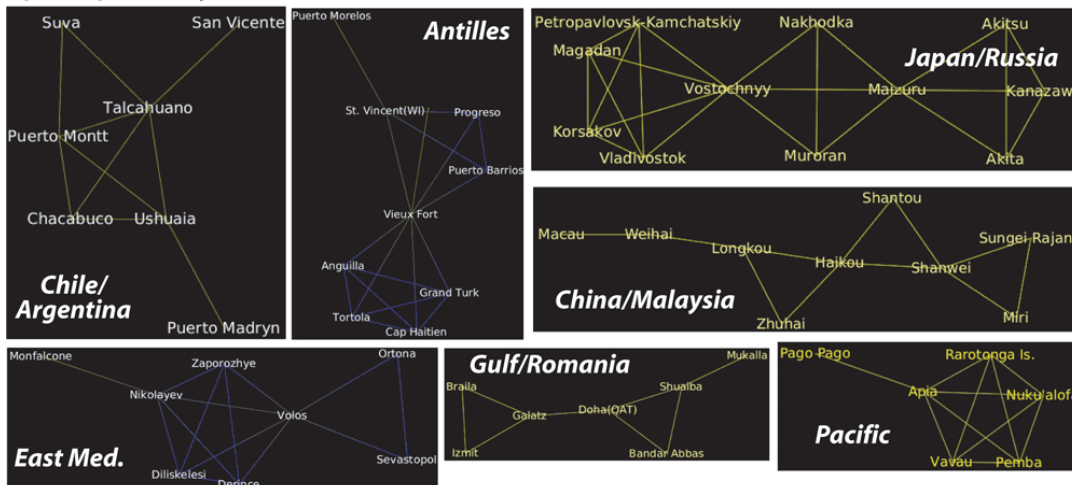 Suva
San Vicente
Talcahuano
Puerto Montt
Chacabuco
Ushuaia
Chile/
Argentina
Puerto Madryn
Puerto Morelos
Antilles
St. Vincent(WI)
Progreso
Puerto Barrios
Vieux Fort
Anguilla
Grand Turk
Tortola
Cap Haitien
Petropavlovsk-Kamchatskiy
Nakhodka
Akitsu
Magadan
Japan/Russia
Vostochnyy
Maizuru
Kanazaw
Korsakov
Vladivostok
Muroran
Akita
Shantou
Macau
Weihai
Sungei Rajan
Longkou
Haikou
Shanwei
China/Malaysia
Zhuhai
Miri
Monfalcone
Zaporozhye
Ortona
Nikolayev
Volos
East Med.
Sevastopol
Diliskelesi
Derince
Gulf/Romania
Mukalla
Braila
Shuaiba
Galatz
Doha(QAT)
Izmit
Bandar Abbas
Pago Pago
Rarotonga Is.
Apia
Nuku'alofa
Pacific
Vavau
Pemba